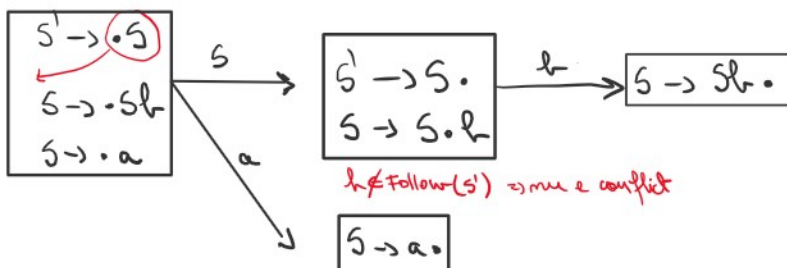 S' → •S
S → •Sb
S → •a
S
a
S' → S•
S → S•b
b
S → Sb•
b ∉ Follow(S') ⇒ nu e conflict
S → a•